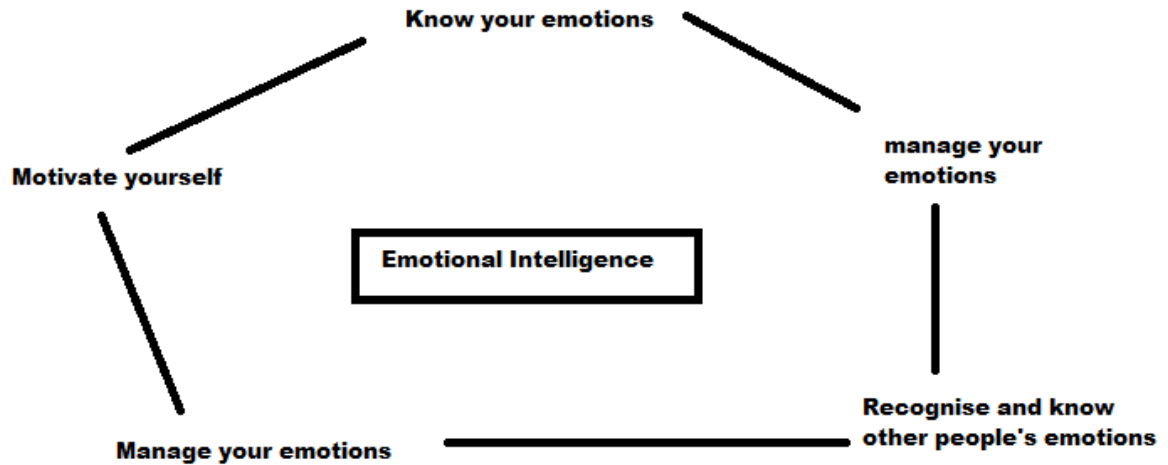 Know your emotions
manage your
emotions
Motivate yourself
Emotional Intelligence
Recognise and know
other people's emotions
Manage your emotions